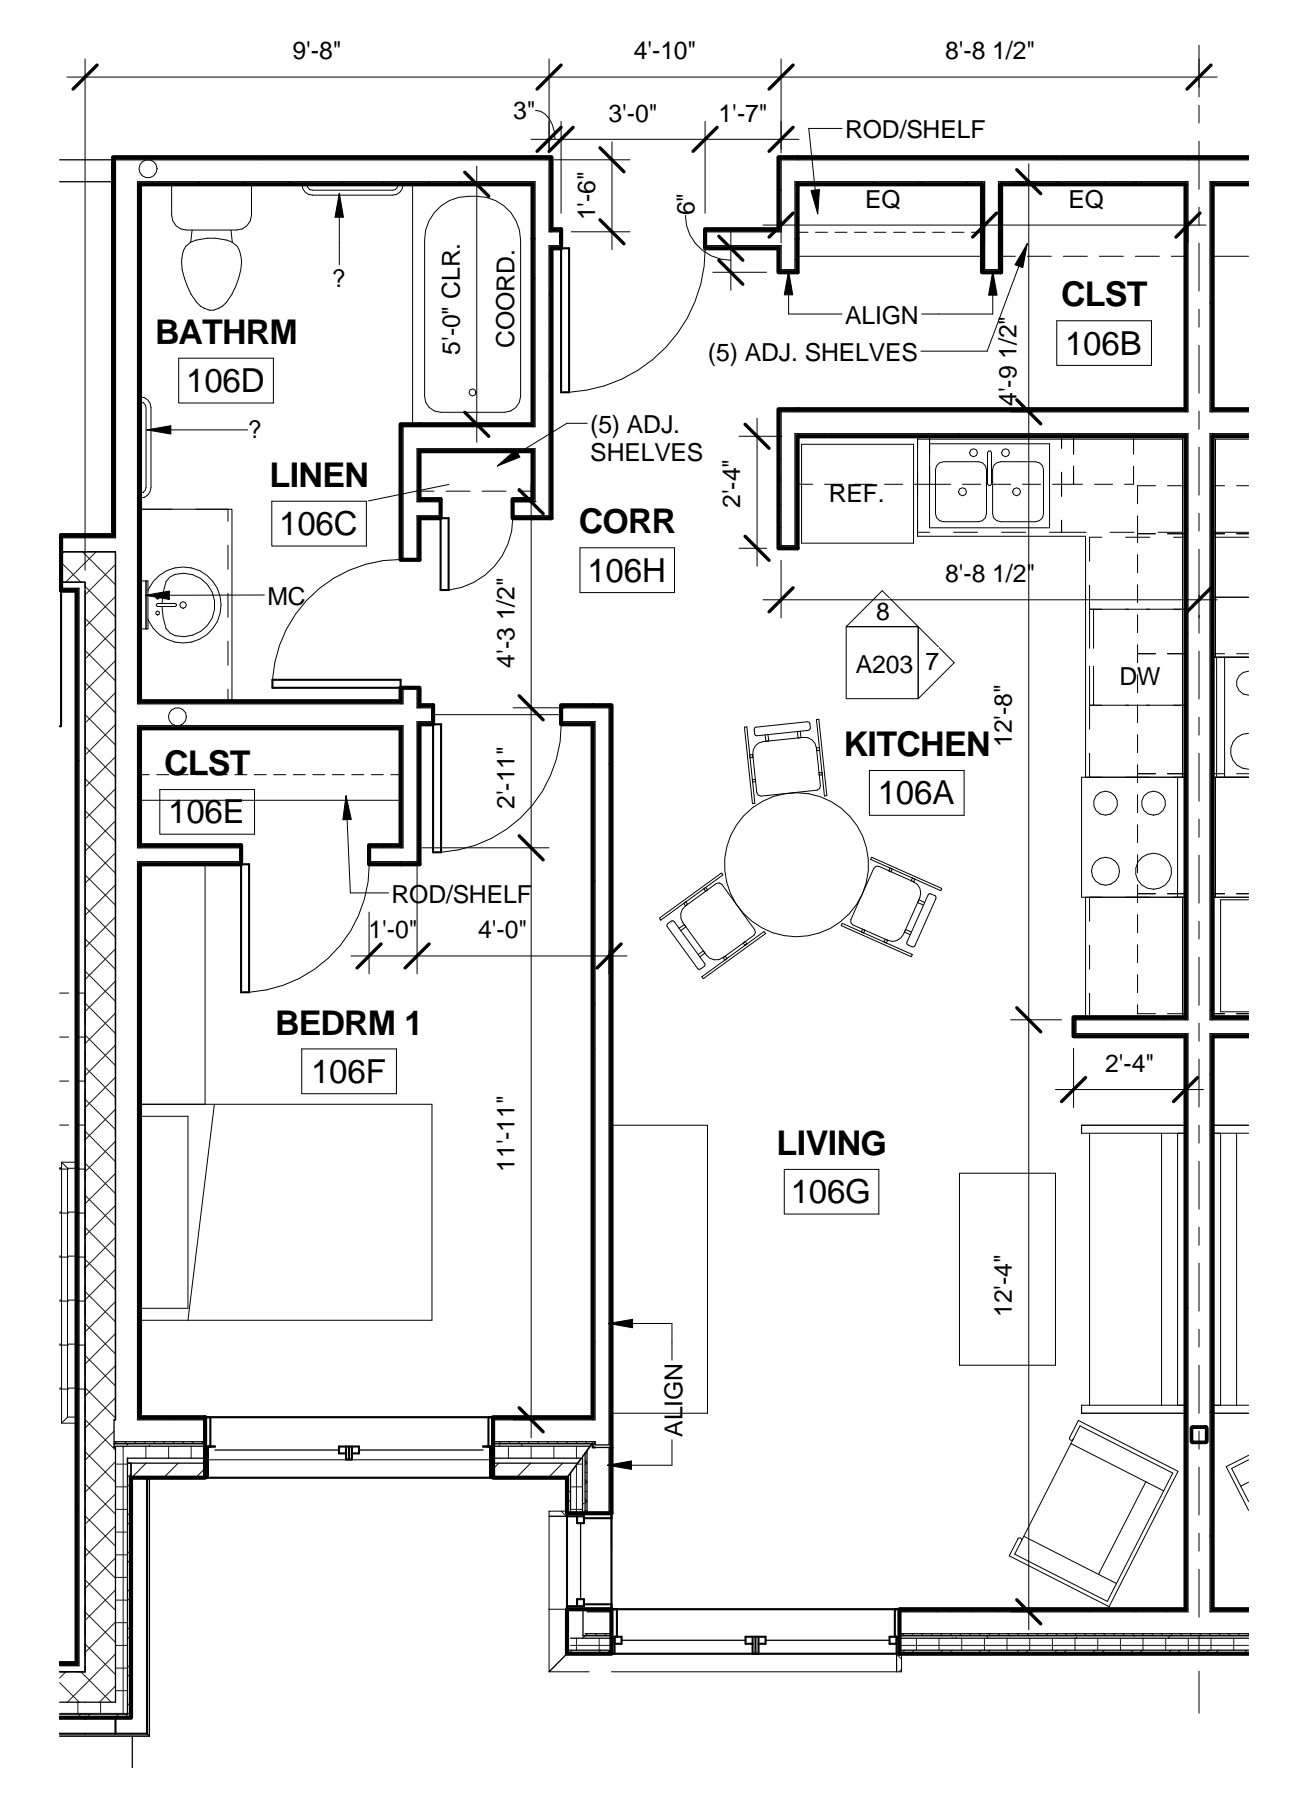 9'-8"
4'-10"
8'-8 1/2"
3"
3'-0"
1'-7"
ROD/SHELF
1'-6"
6"
EQ
EQ
?
5'-0" CLR.
COORD.
BATHRM
106D
ALIGN
CLST
106B
(5) ADJ. SHELVES
4'-9 1/2"
?
(5) ADJ.
SHELVES
LINEN
106C
2'-4"
REF.
CORR
106H
8'-8 1/2"
MC
4'-3 1/2"
8
A203
7
DW
12'-8"
KITCHEN
106A
CLST
106E
2'-11"
ROD/SHELF
1'-0"
4'-0"
BEDRM 1
106F
2'-4"
11'-11"
LIVING
106G
12'-4"
ALIGN